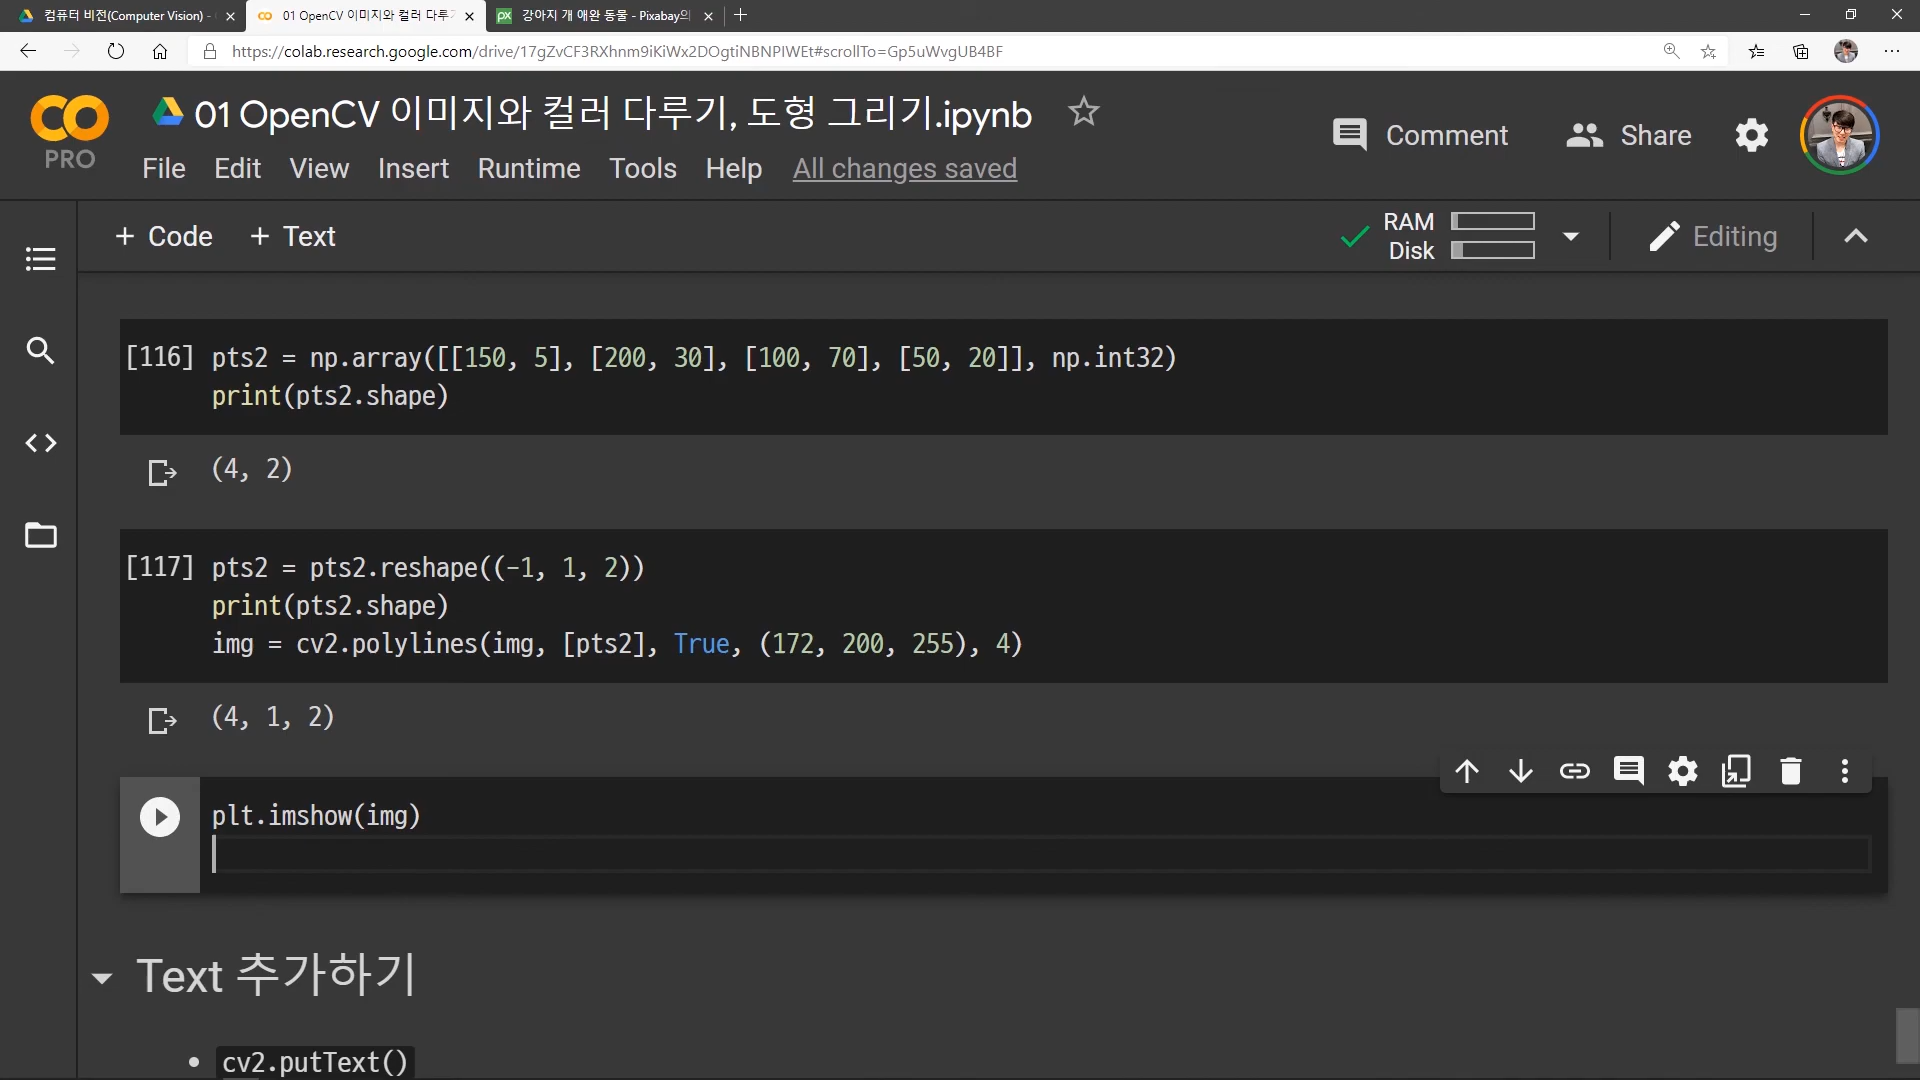 컴퓨터 비전(Computer Vision) -
01 OpenCV 이미지와 컬러 다루기
강아지 개 애완 동물 - Pixabay의
https://colab.research.google.com/drive/17gZvCF3RXhnm9iKiWx2DOgtiNBNPIWEt#scrollTo=Gp5uWvgUB4BF
PRO
01 OpenCV 이미지와 컬러 다루기, 도형 그리기.ipynb
Comment
Share
File Edit View Insert Runtime Tools Help All changes saved
+ Code + Text
RAM
Disk
Editing
[116] pts2 = np.array([[150, 5], [200, 30], [100, 70], [50, 20]], np.int32)
print(pts2.shape)
(4, 2)
[117] pts2 = pts2.reshape((-1, 1, 2))
print(pts2.shape)
img = cv2.polylines(img, [pts2], True, (172, 200, 255), 4)
(4, 1, 2)
plt.imshow(img)
Text 추가하기
• cv2.putText()